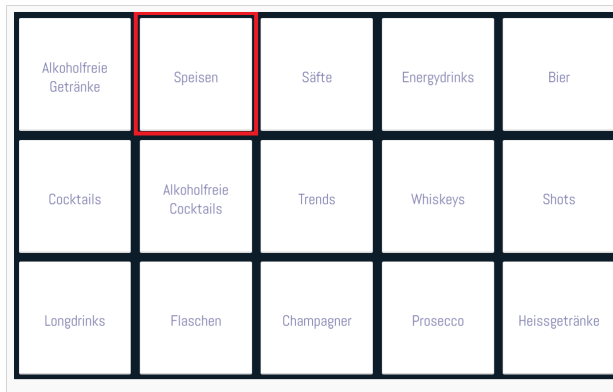 Alkoholfreie
Getränke
Speisen
Säfte
Energydrinks
Bier
Cocktails
Alkoholfreie
Cocktails
Trends
Whiskeys
Shots
Longdrinks
Flaschen
Champagner
Prosecco
Heissgetränke